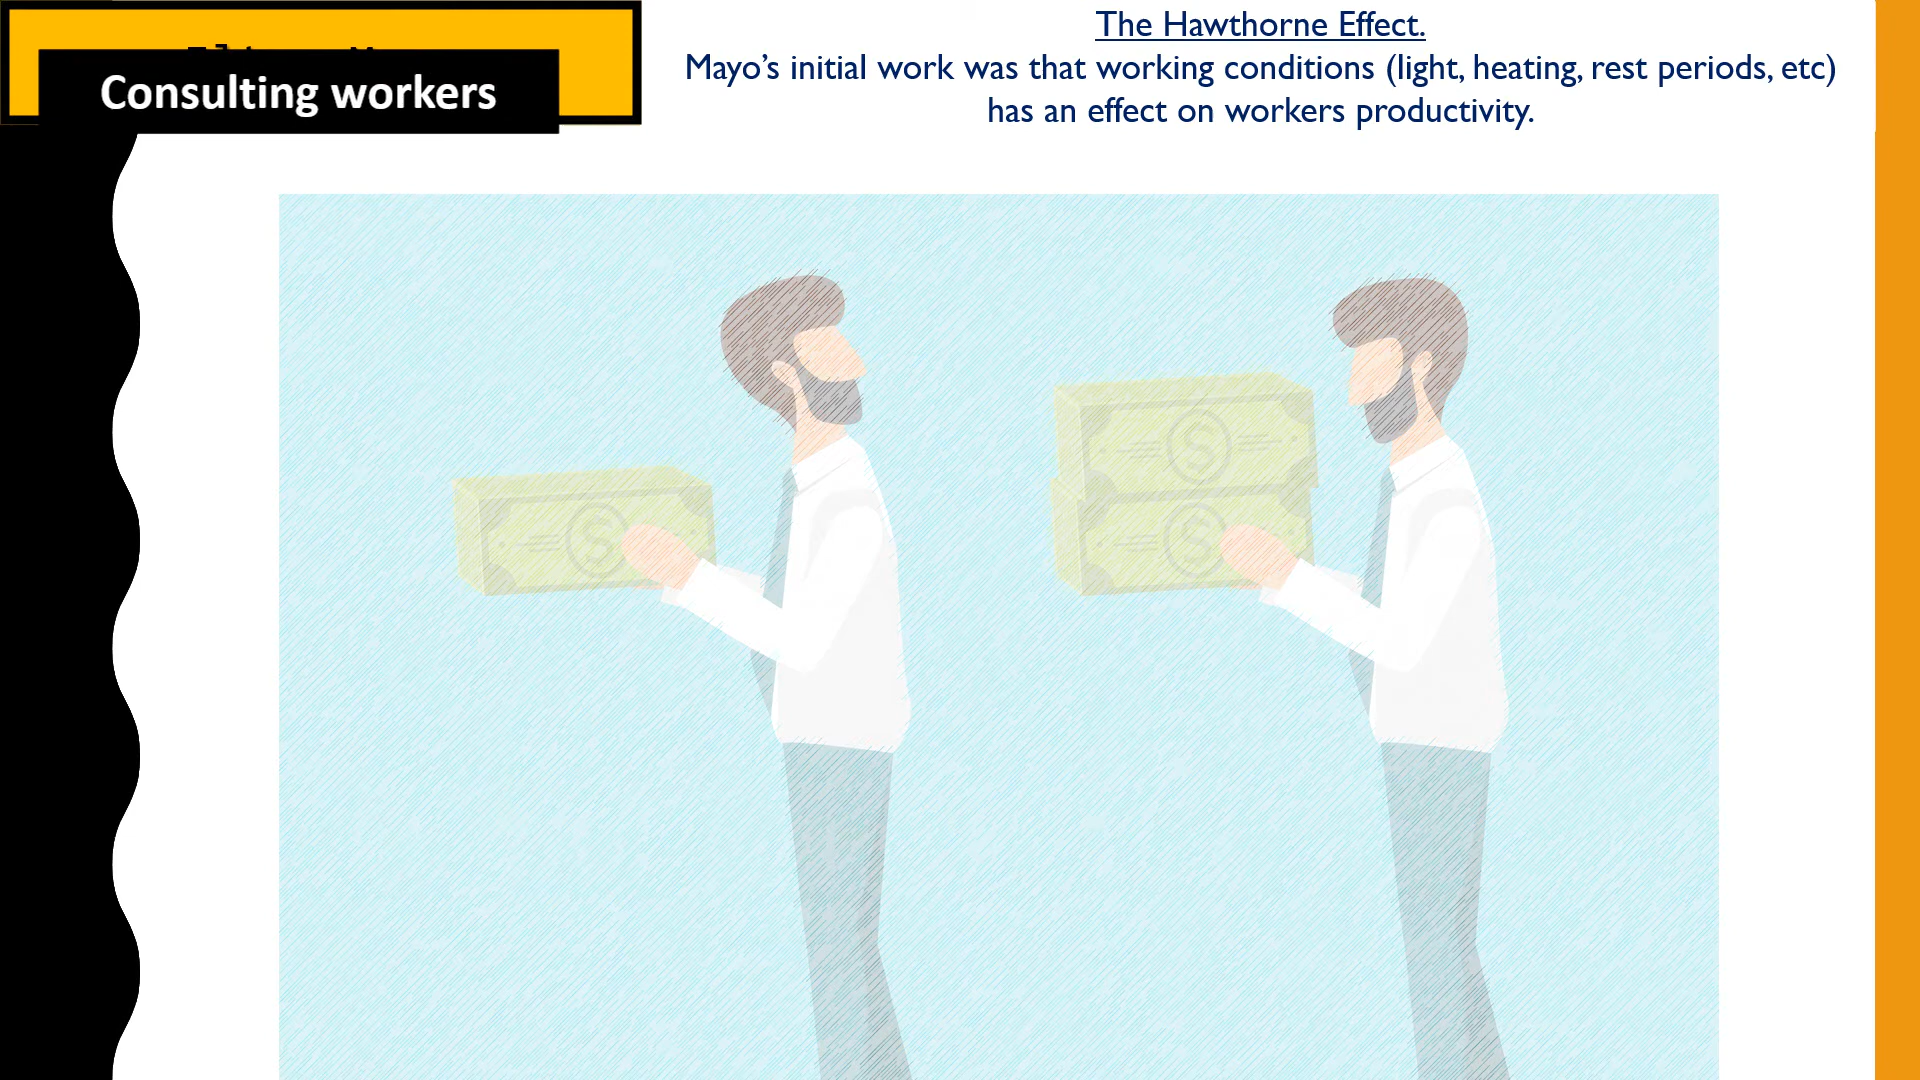 Consulting workers
The Hawthorne Effect.
Mayo’s initial work was that working conditions (light, heating, rest periods, etc)
has an effect on workers productivity.